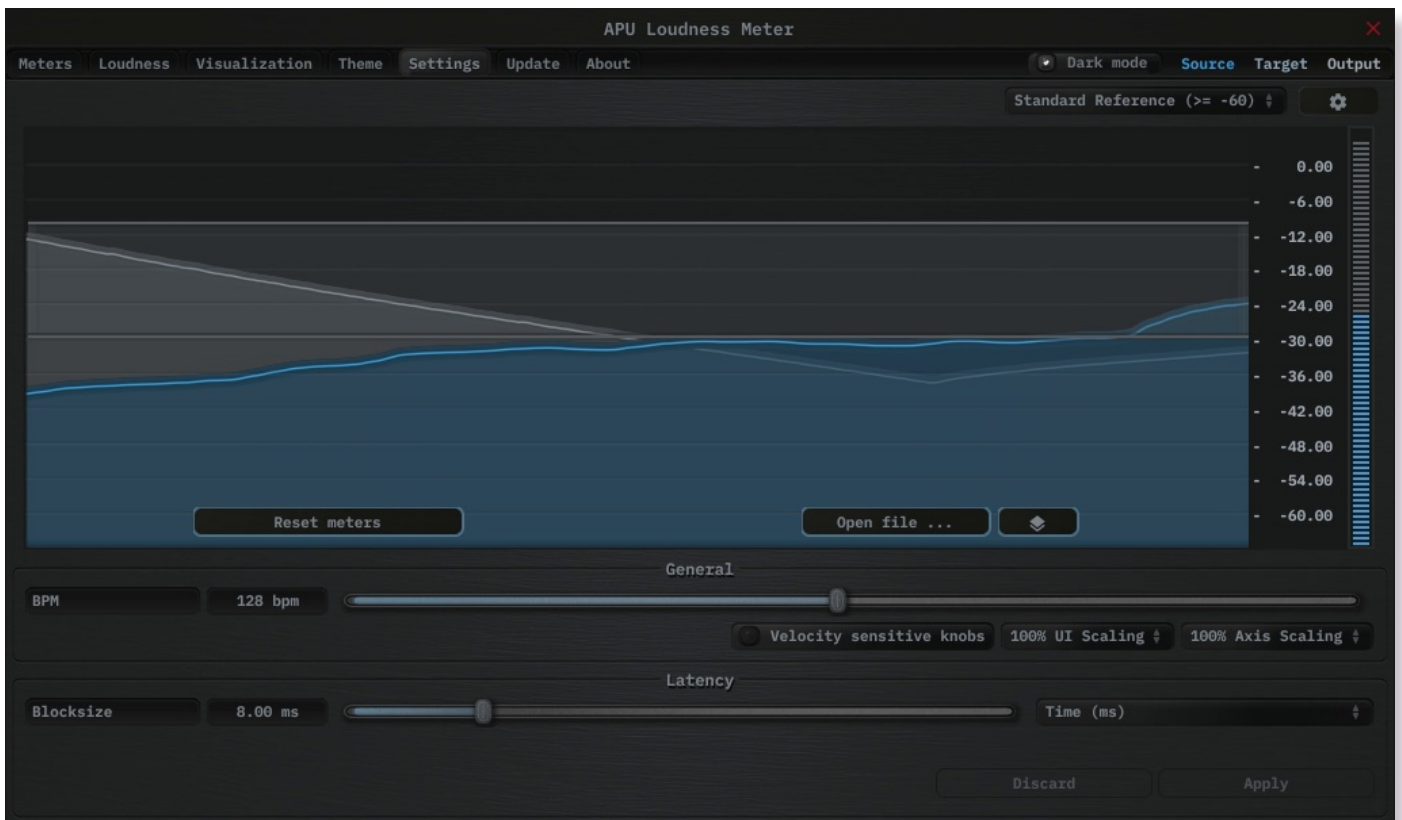 APU Loudness Meter
Meters Loudness Visualization Theme Settings Update About Dark mode Source Target Output
Standard Reference (>= -60)
- 0.00
- -6.00
- -12.00
- -18.00
- -24.00
- -30.00
- -36.00
- -42.00
- -48.00
- -54.00
- -60.00
Reset meters Open file ...
General
BPM 128 bpm
Velocity sensitive knobs 100% UI Scaling 100% Axis Scaling
Latency
Blocksize 8.00 ms Time (ms)
Discard Apply